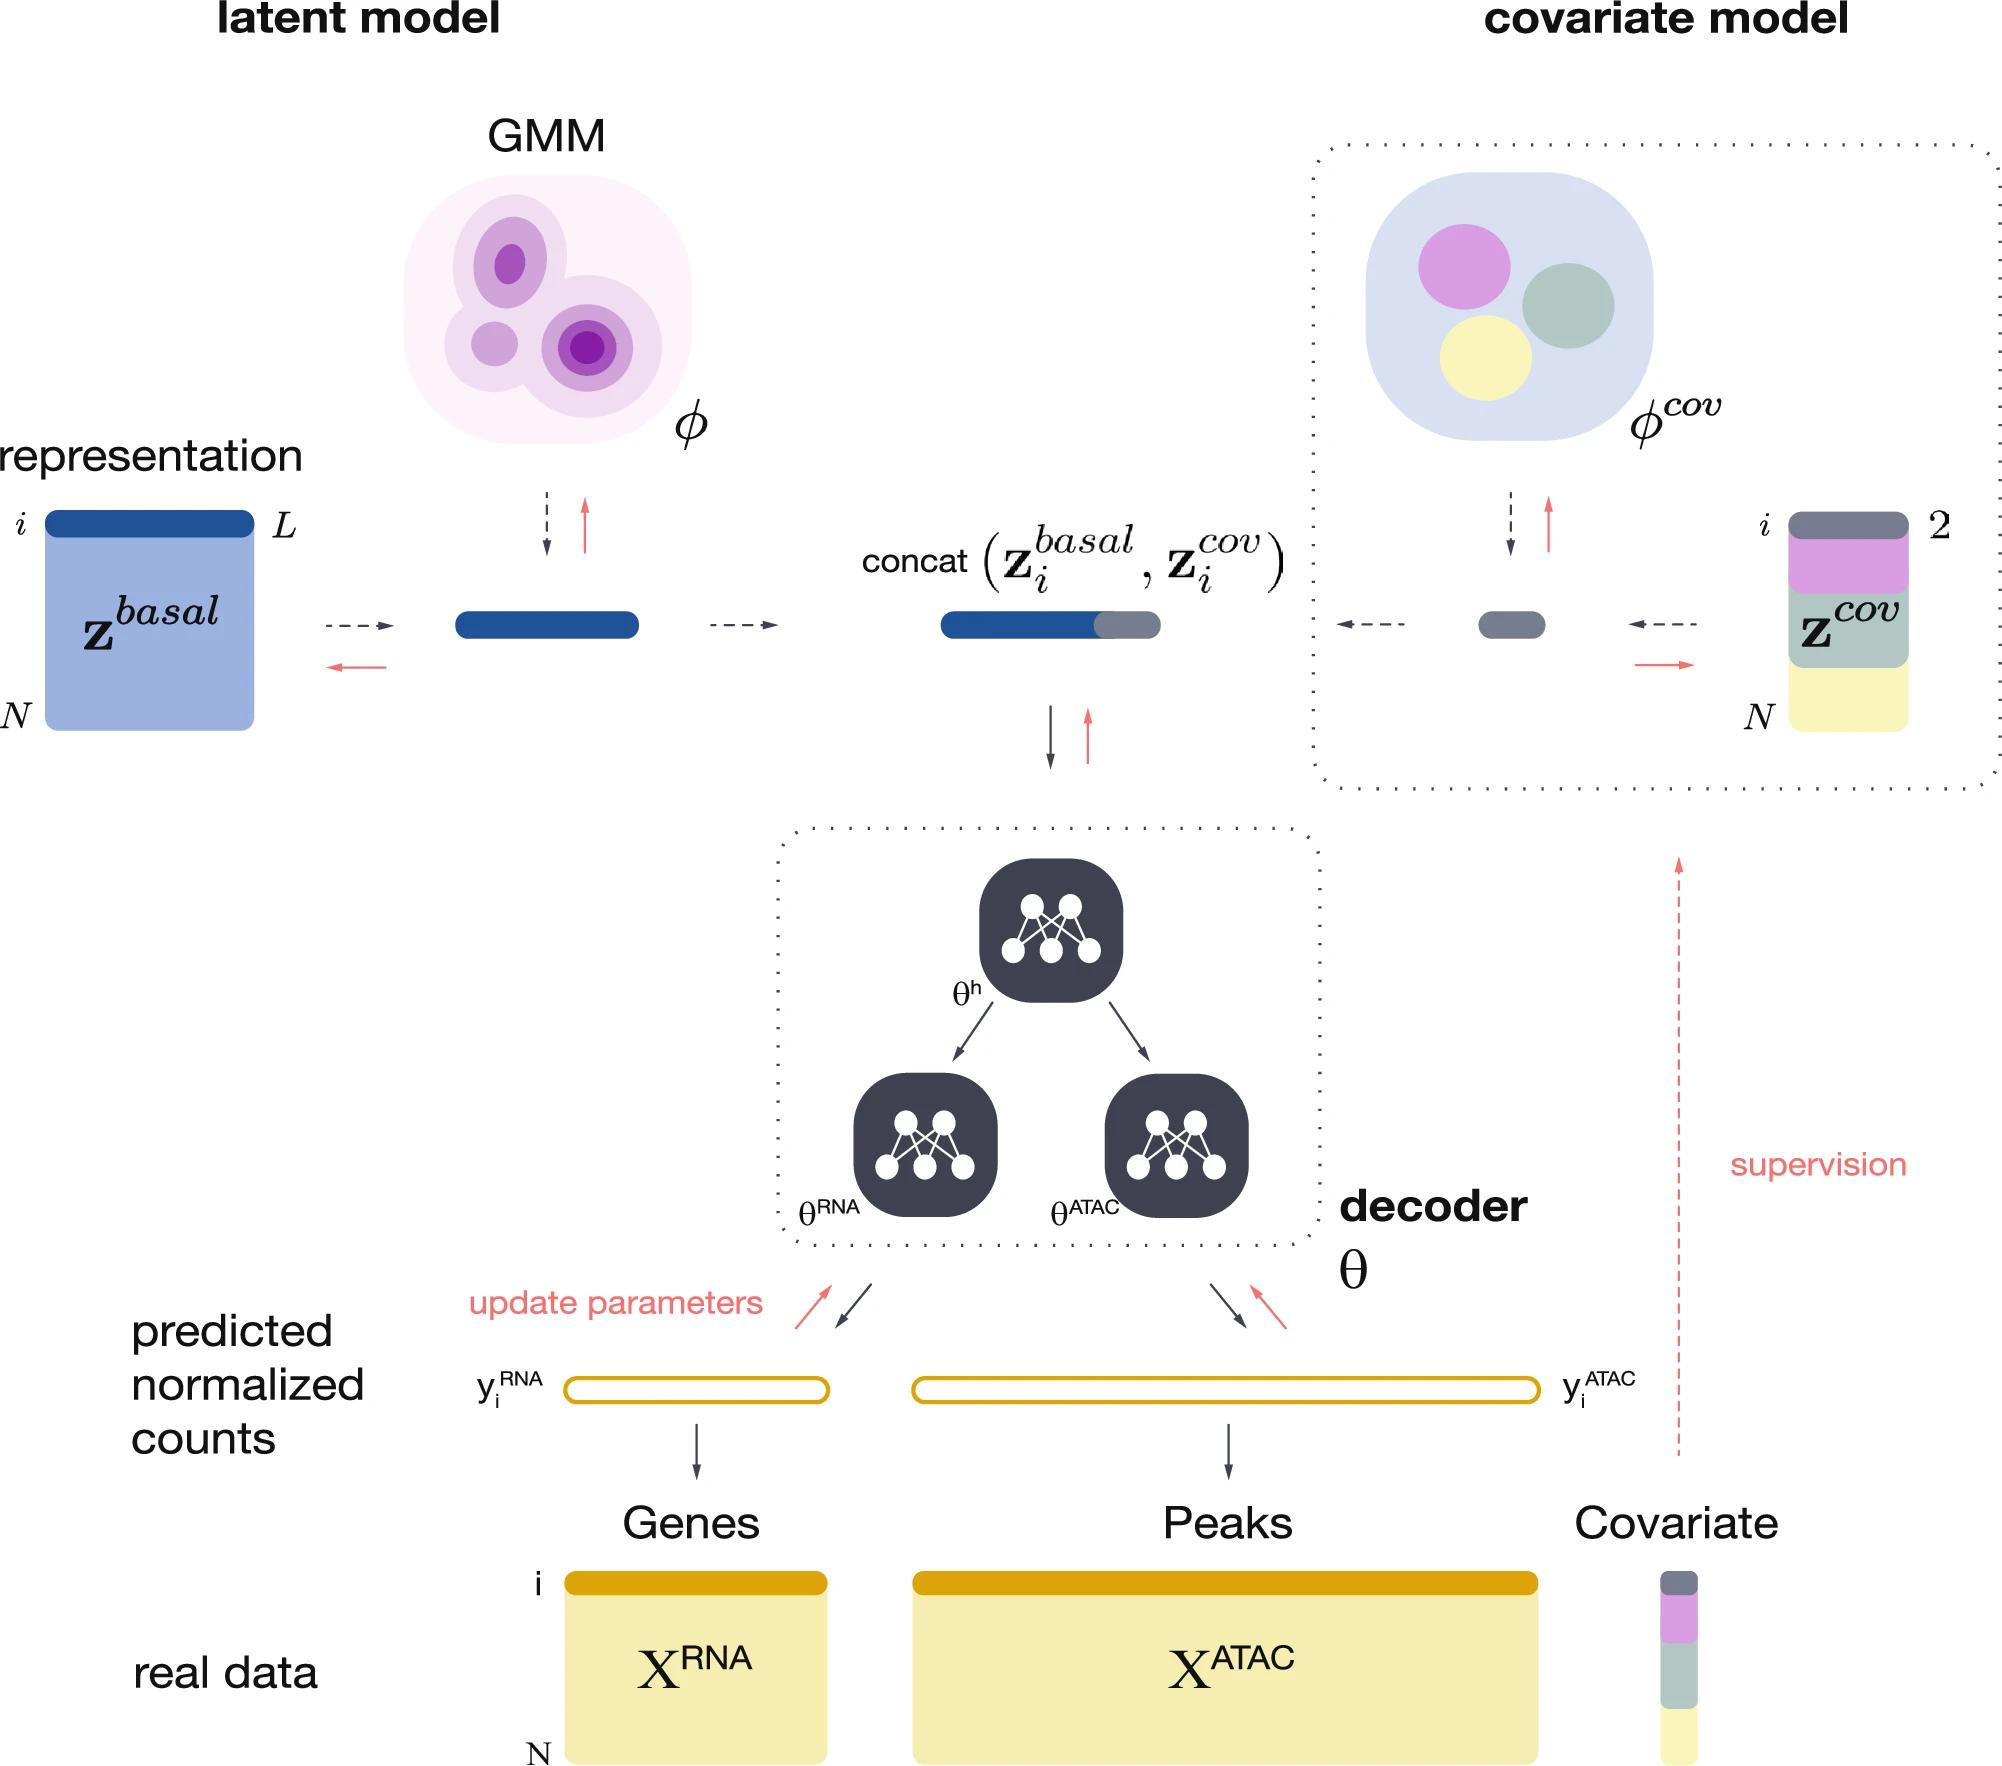 latent model
covariate model
GMM
ϕ
ϕ^cov
representation
i
L
z^basal
N
concat (z_i^basal, z_i^cov)
i
2
z^cov
N
θ^h
θ^RNA
θ^ATAC
decoder
θ
supervision
update parameters
predicted
normalized
counts
y_i^RNA
y_i^ATAC
Genes
Peaks
Covariate
i
real data
X^RNA
X^ATAC
N